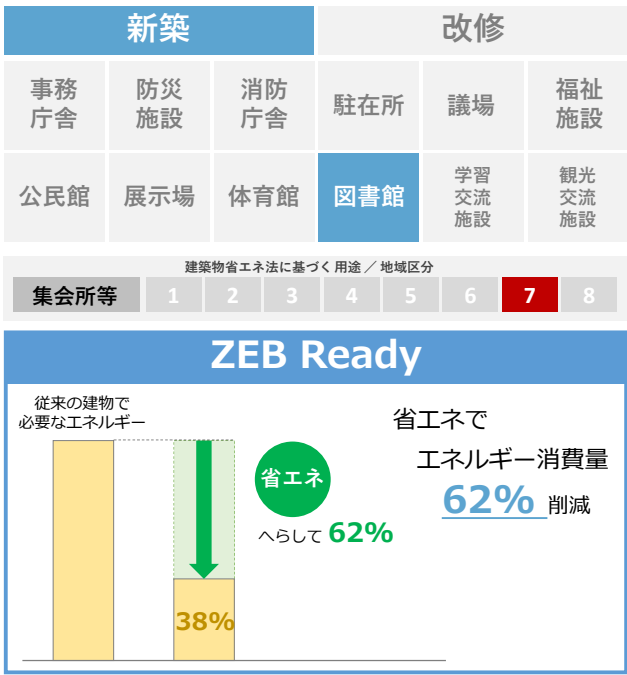 新築
改修
事務
庁舎
防災
施設
消防
庁舎
駐在所
議場
福祉
施設
公民館
展示場
体育館
図書館
学習
交流
施設
観光
交流
施設
建築物省エネ法に基づく用途／地域区分
集会所等
1
2
3
4
5
6
7
8
ZEB Ready
従来の建物で
必要なエネルギー
省エネ
へらして 62%
38%
省エネで
エネルギー消費量
62% 削減